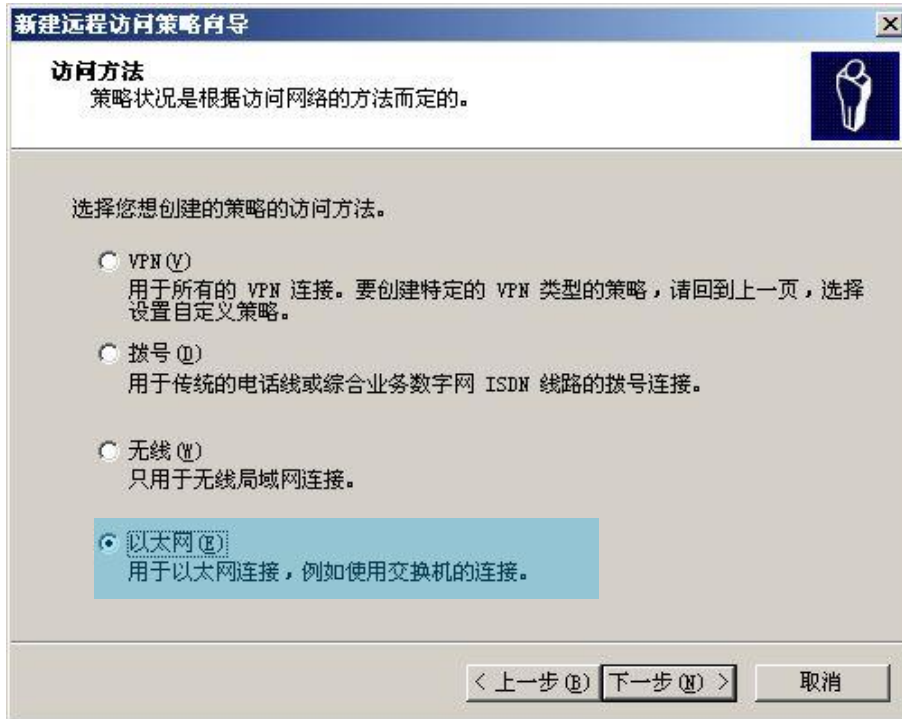 新建远程访问策略向导
访问方法
策略状况是根据访问网络的方法而定的。
选择您想创建的策略的访问方法。
VPN(V)
用于所有的 VPN 连接。要创建特定的 VPN 类型的策略，请回到上一页，选择
设置自定义策略。
拨号(D)
用于传统的电话线或综合业务数字网 ISDN 线路的拨号连接。
无线(W)
只用于无线局域网连接。
以太网(E)
用于以太网连接，例如使用交换机的连接。
< 上一步(B) 下一步(N) > 取消